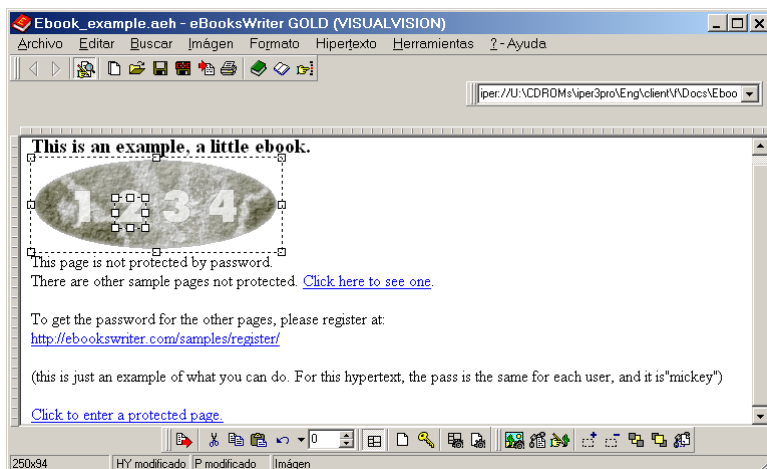 Ebook_example.aeh - eBooksWriter GOLD (VISUALVISION)
Archivo Editar Buscar Imágen Formato Hipertexto Herramientas ?-Ayuda
iper://U:\CDROMs\iper3pro\Eng\client\f\Docs\Eboo
This is an example, a little ebook.
1 2 3 4
This page is not protected by password.
There are other sample pages not protected. Click here to see one.
To get the password for the other pages, please register at:
http://ebookswriter.com/samples/register/
(this is just an example of what you can do. For this hypertext, the pass is the same for each user, and it is"mickey")
Click to enter a protected page.
0
250x94 HY modificado P modificado Imágen